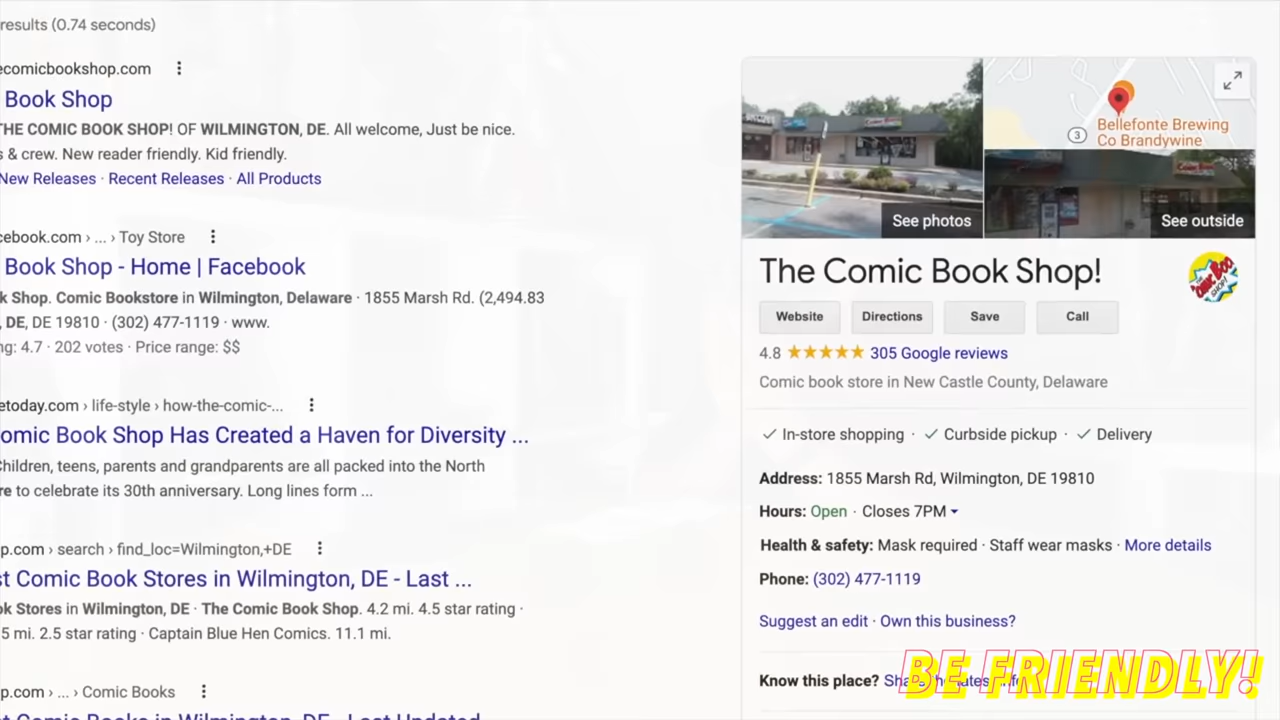 results (0.74 seconds)
ecomicbookshop.com
Book Shop
THE COMIC BOOK SHOP! OF WILMINGTON, DE. All welcome, Just be nice.
s & crew. New reader friendly. Kid friendly.
New Releases · Recent Releases · All Products
cebook.com › ... › Toy Store
Book Shop - Home | Facebook
k Shop. Comic Bookstore in Wilmington, Delaware · 1855 Marsh Rd. (2,494.83
, DE, DE 19810 · (302) 477-1119 · www.
ng: 4.7 · 202 votes · Price range: $$
etoday.com › life-style › how-the-comic-...
omic Book Shop Has Created a Haven for Diversity ...
Children, teens, parents and grandparents are all packed into the North
re to celebrate its 30th anniversary. Long lines form ...
p.com › search › find_loc=Wilmington,+DE
st Comic Book Stores in Wilmington, DE - Last ...
ok Stores in Wilmington, DE · The Comic Book Shop. 4.2 mi. 4.5 star rating ·
5 mi. 2.5 star rating · Captain Blue Hen Comics. 11.1 mi.
p.com › ... › Comic Books
st Comic Books in Wilmington, DE - Last Updated
3
Bellefonte Brewing
Co Brandywine
See photos
See outside
The Comic Book Shop!
Website
Directions
Save
Call
4.8 305 Google reviews
Comic book store in New Castle County, Delaware
In-store shopping · Curbside pickup · Delivery
Address: 1855 Marsh Rd, Wilmington, DE 19810
Hours: Open · Closes 7PM
Health & safety: Mask required · Staff wear masks · More details
Phone: (302) 477-1119
Suggest an edit · Own this business?
Know this place?
BE FRIENDLY!